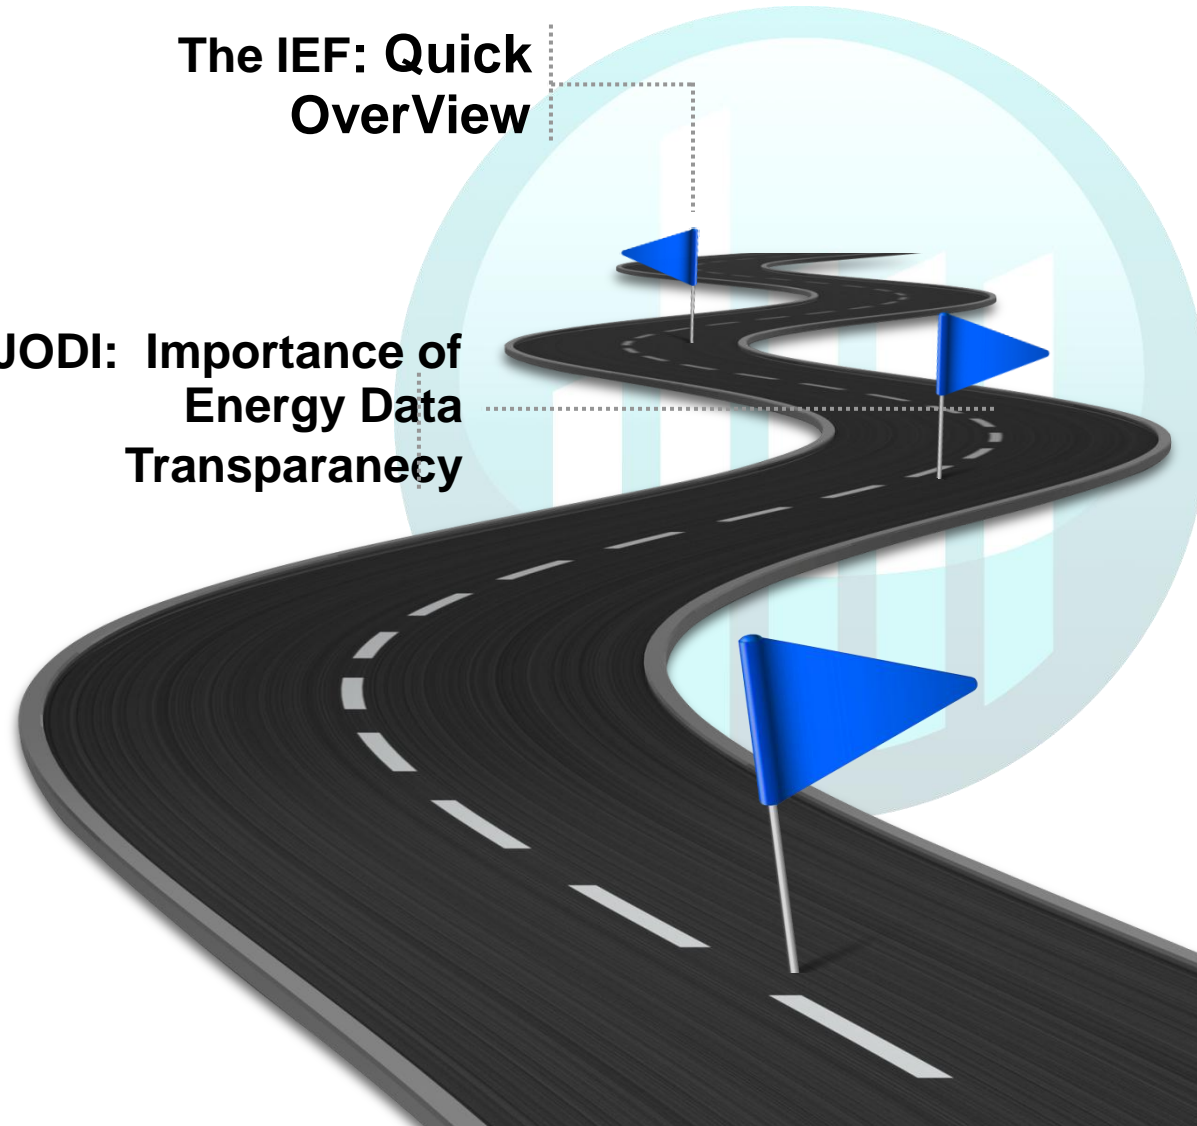 The IEF: Quick
OverView
JODI: Importance of
Energy Data
Transparanecy